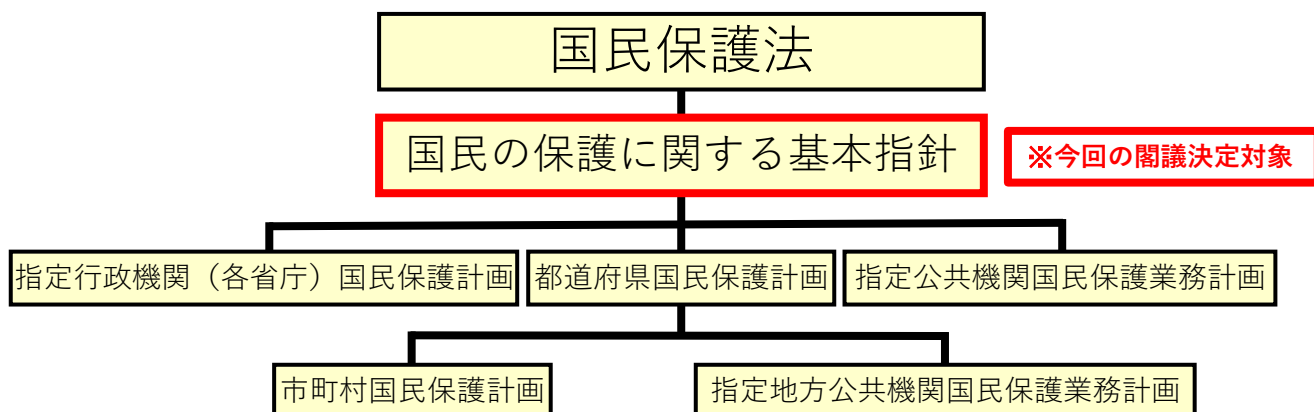 国民保護法
国民の保護に関する基本指針
※今回の閣議決定対象
指定行政機関（各省庁）国民保護計画
都道府県国民保護計画
指定公共機関国民保護業務計画
市町村国民保護計画
指定地方公共機関国民保護業務計画